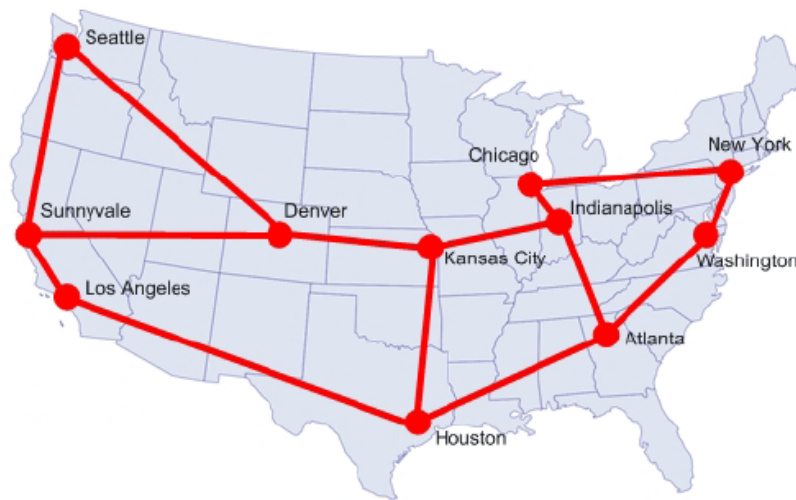 Seattle
New York
Chicago
Sunnyvale
Denver
Indianapolis
Kansas City
Washington
Los Angeles
Atlanta
Houston